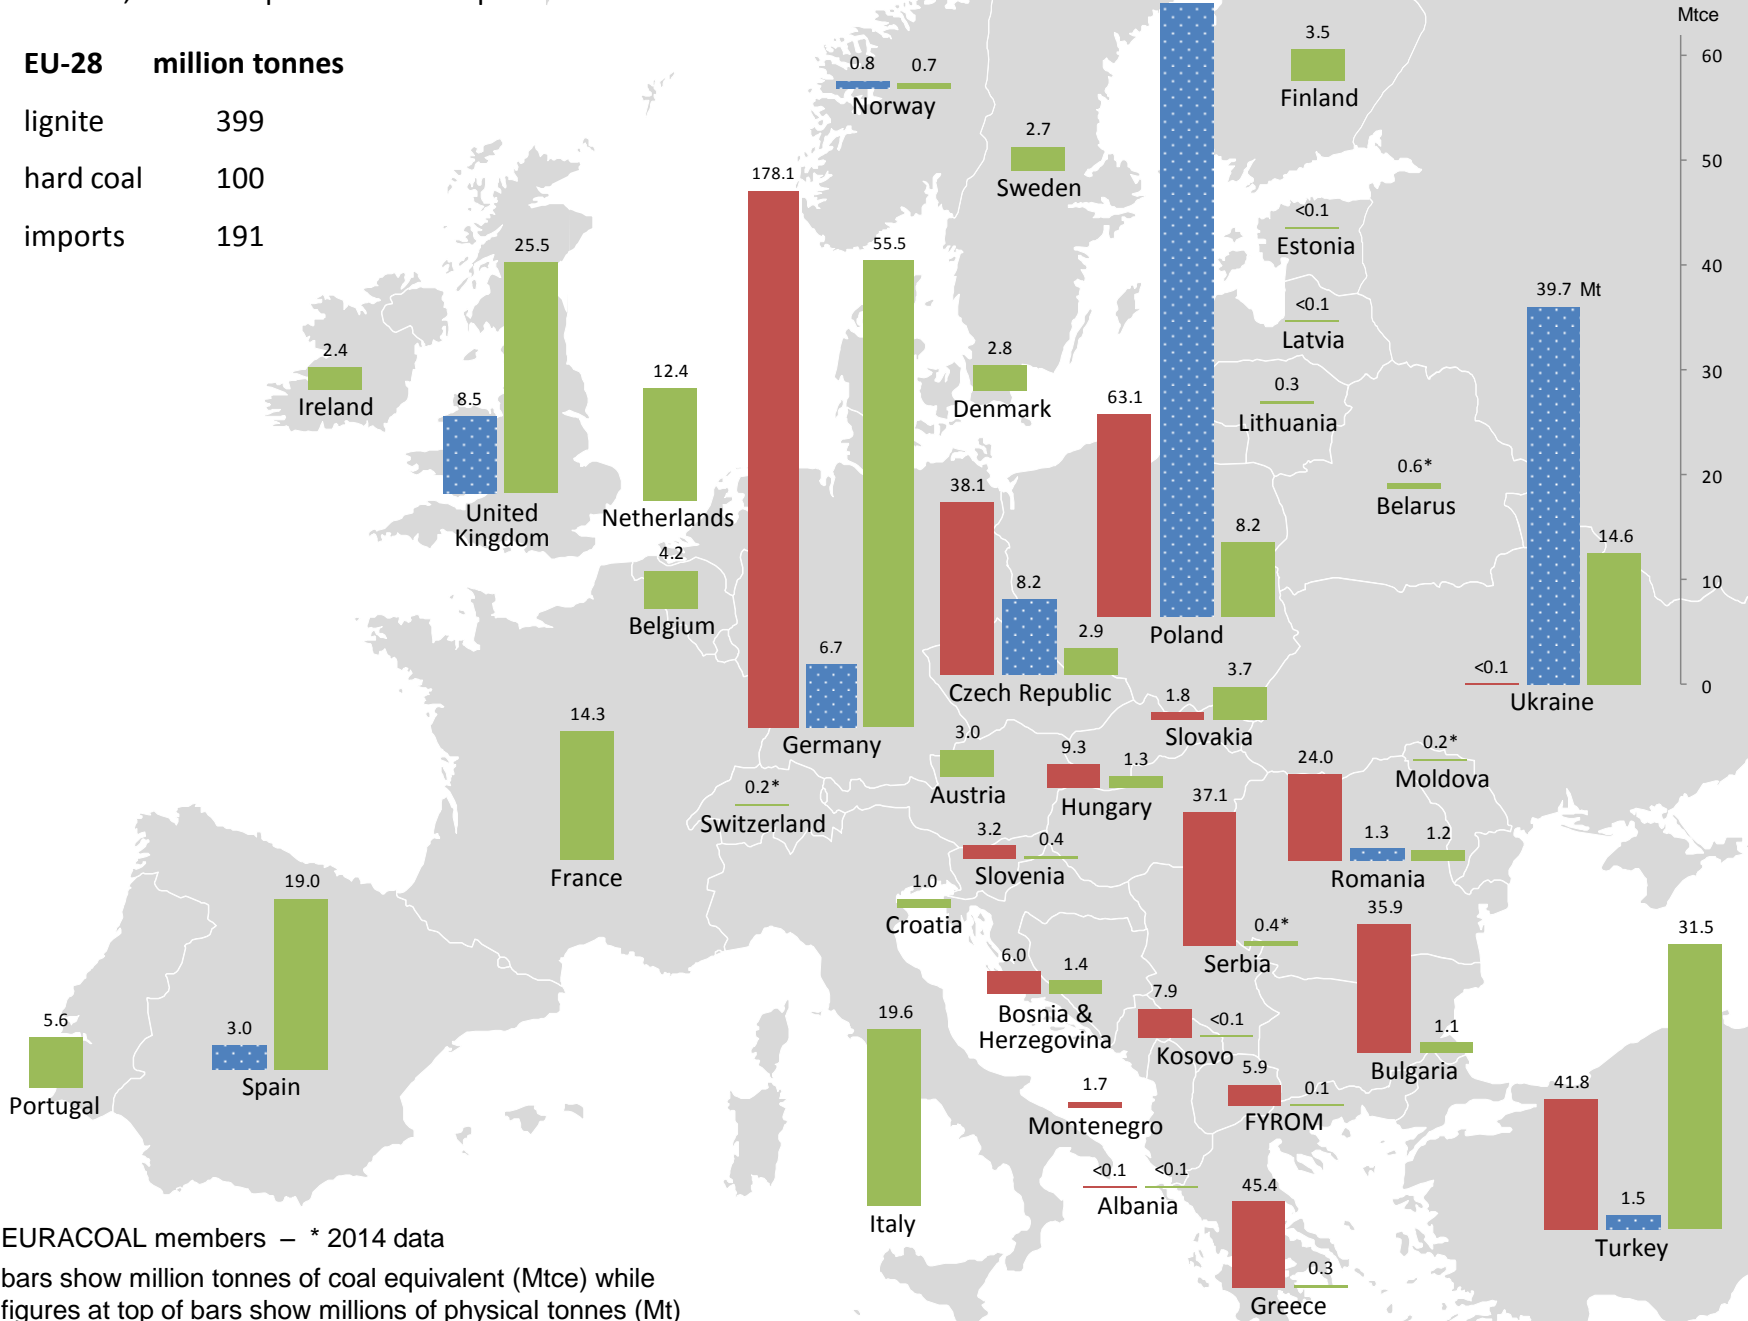 EU-28 million tonnes
lignite 399
hard coal 100
imports 191
Mtce
60
50
40
30
20
10
0
0.8 0.7
Norway
3.5
Finland
2.7
Sweden
<0.1
Estonia
<0.1
Latvia
0.3
Lithuania
0.6*
Belarus
2.4
Ireland
8.5 25.5
United
Kingdom
12.4
Netherlands
4.2
Belgium
178.1 6.7 55.5
Germany
2.8
Denmark
38.1 8.2 2.9
Czech Republic
63.1 8.2
Poland
<0.1 39.7 Mt 14.6
Ukraine
1.8 3.7
Slovakia
14.3
France
0.2*
Switzerland
3.0
Austria
9.3 1.3
Hungary
0.2*
Moldova
3.2 0.4
Slovenia
1.0
Croatia
37.1 0.4*
Serbia
24.0 1.3 1.2
Romania
35.9 1.1
Bulgaria
5.6
Portugal
3.0 19.0
Spain
19.6
Italy
6.0 1.4
Bosnia &
Herzegovina
7.9 <0.1
Kosovo
1.7
Montenegro
5.9 0.1
FYROM
<0.1 <0.1
Albania
45.4 0.3
Greece
41.8 1.5 31.5
Turkey
EURACOAL members – * 2014 data
bars show million tonnes of coal equivalent (Mtce) while
figures at top of bars show millions of physical tonnes (Mt)